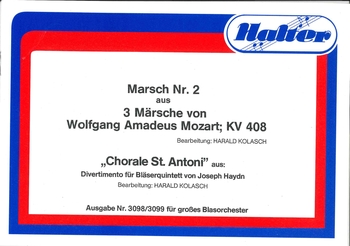 Halter
Marsch Nr. 2
aus
3 Märsche von
Wolfgang Amadeus Mozart; KV 408
Bearbeitung: HARALD KOLASCH
„Chorale St. Antoni” aus:
Divertimento für Bläserquintett von Joseph Haydn
Bearbeitung: HARALD KOLASCH
Ausgabe Nr. 3098/3099 für großes Blasorchester